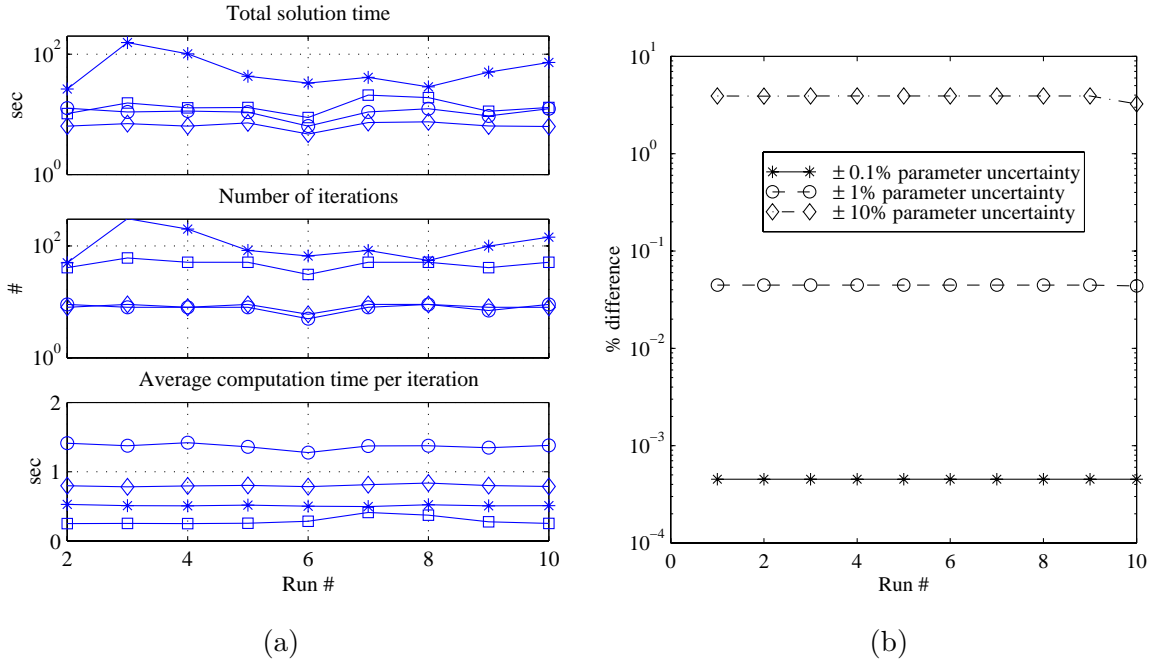 Total solution time
10^2
10^0
sec
Number of iterations
10^2
10^0
#
Average computation time per iteration
2
1
0
sec
2 4 6 8 10
Run #
(a)
10^1
10^0
10^−1
10^−2
10^−3
10^−4
% difference
± 0.1% parameter uncertainty
± 1% parameter uncertainty
± 10% parameter uncertainty
0 2 4 6 8 10
Run #
(b)